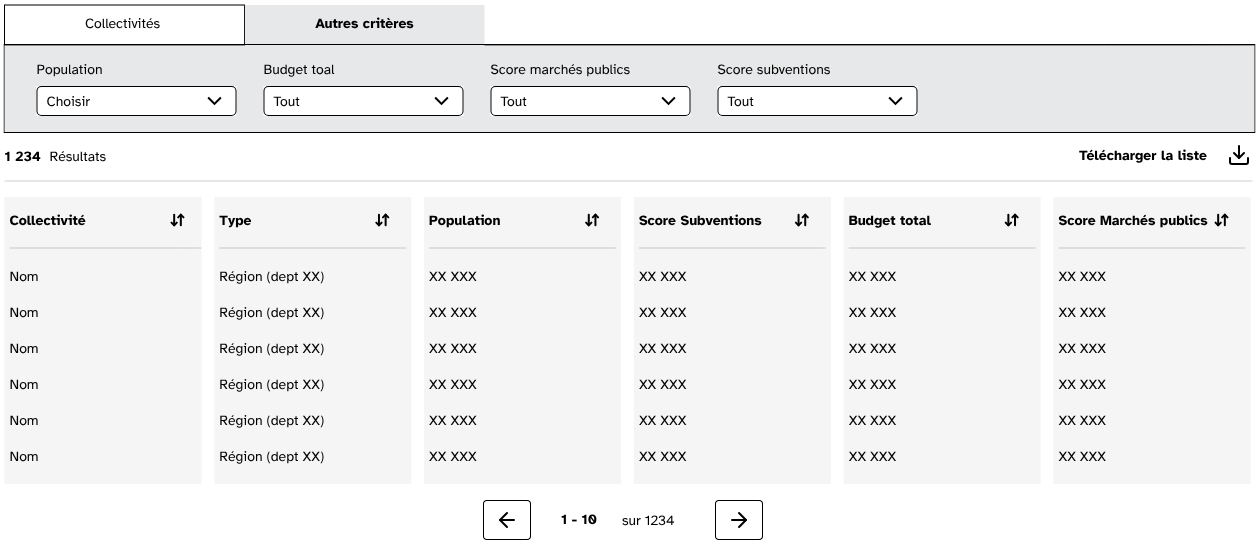 Collectivités Autres critères
Population Budget toal Score marchés publics Score subventions
Choisir Tout Tout Tout
1 234 Résultats Télécharger la liste
Collectivité Type Population Score Subventions Budget total Score Marchés publics
Nom Région (dept XX) XX XXX XX XXX XX XXX XX XXX
Nom Région (dept XX) XX XXX XX XXX XX XXX XX XXX
Nom Région (dept XX) XX XXX XX XXX XX XXX XX XXX
Nom Région (dept XX) XX XXX XX XXX XX XXX XX XXX
Nom Région (dept XX) XX XXX XX XXX XX XXX XX XXX
Nom Région (dept XX) XX XXX XX XXX XX XXX XX XXX
1 - 10 sur 1234